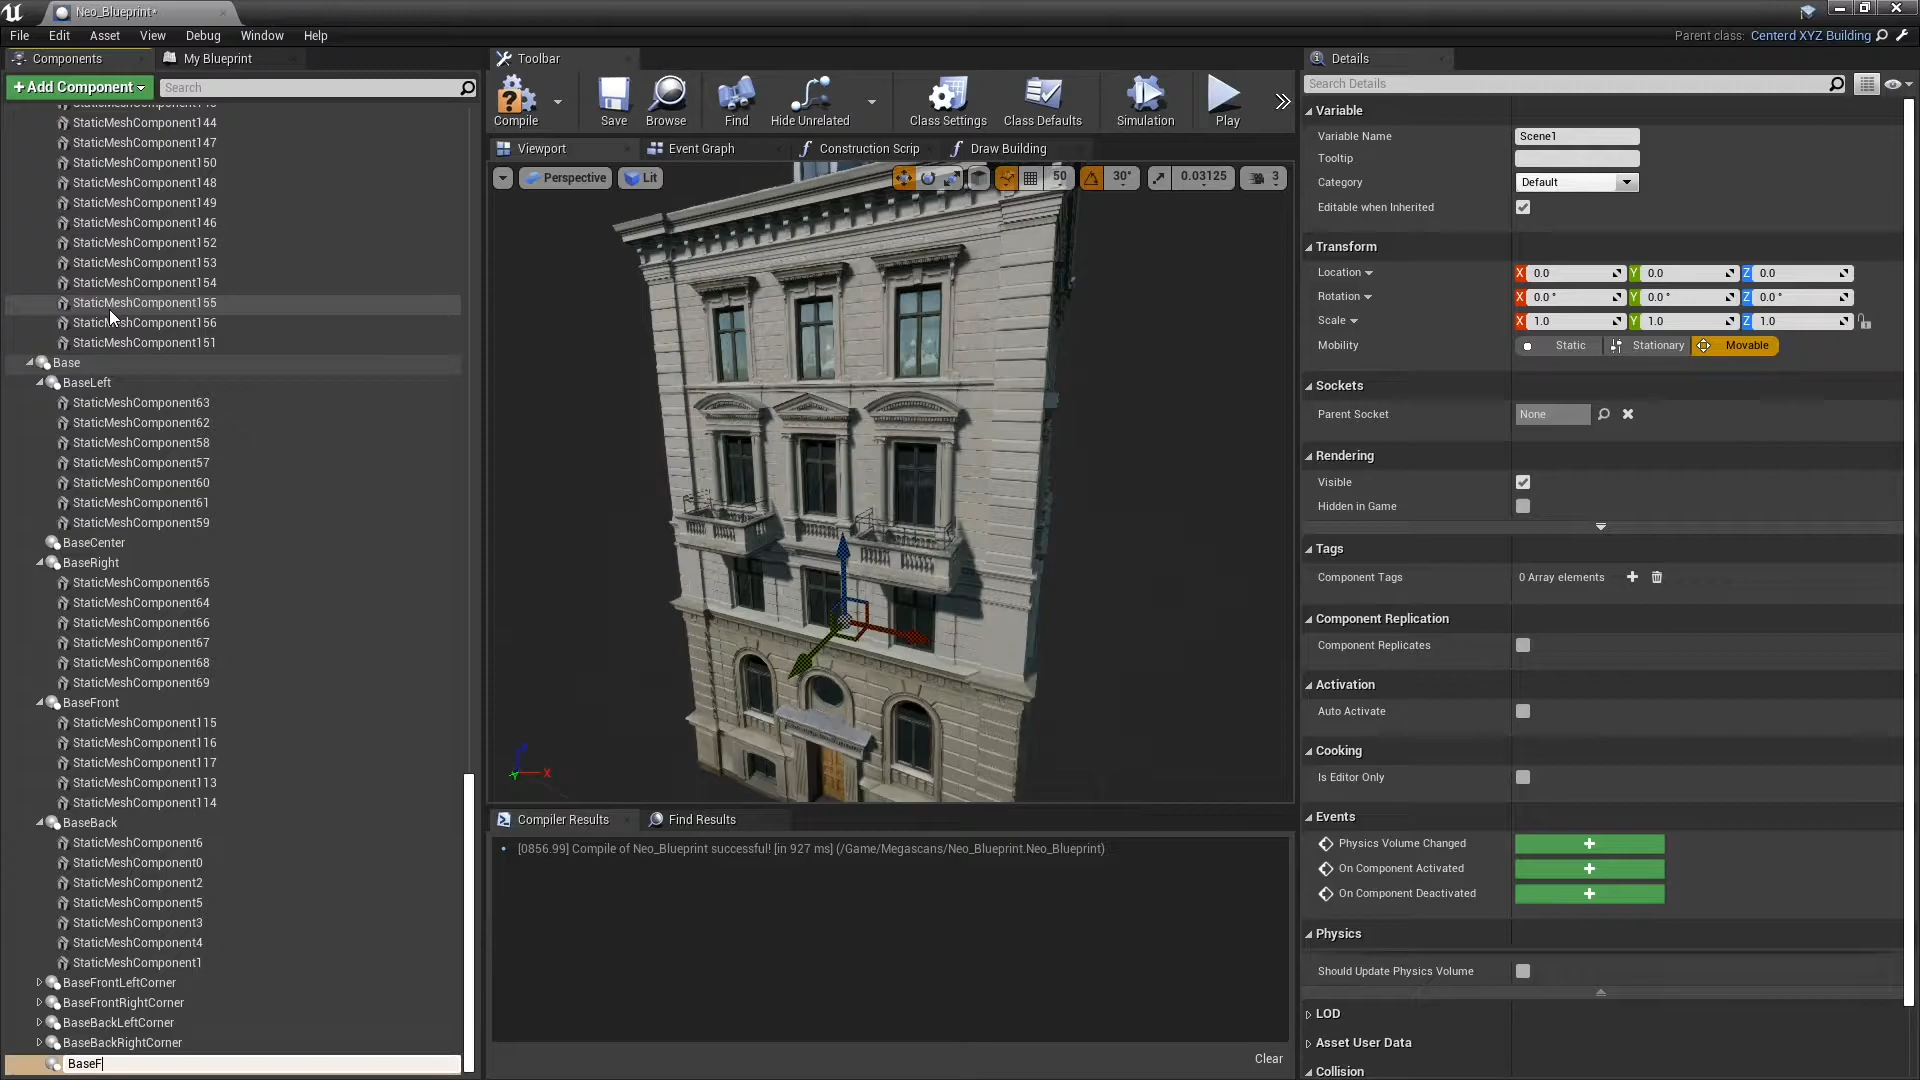 Neo_Blueprint*
File Edit Asset View Debug Window Help
Parent class: Centerd XYZ Building
Components
My Blueprint
Toolbar
Details
+ Add Component
Search
Compile
Save
Browse
Find
Hide Unrelated
Class Settings
Class Defaults
Simulation
Play
Search Details
Viewport
Event Graph
Construction Scrip
Draw Building
Perspective
Lit
50
30°
0.03125
3
StaticMeshComponent144
StaticMeshComponent147
StaticMeshComponent150
StaticMeshComponent148
StaticMeshComponent149
StaticMeshComponent146
StaticMeshComponent152
StaticMeshComponent153
StaticMeshComponent154
StaticMeshComponent155
StaticMeshComponent156
StaticMeshComponent151
Base
BaseLeft
StaticMeshComponent63
StaticMeshComponent62
StaticMeshComponent58
StaticMeshComponent57
StaticMeshComponent60
StaticMeshComponent61
StaticMeshComponent59
BaseCenter
BaseRight
StaticMeshComponent65
StaticMeshComponent64
StaticMeshComponent66
StaticMeshComponent67
StaticMeshComponent68
StaticMeshComponent69
BaseFront
StaticMeshComponent115
StaticMeshComponent116
StaticMeshComponent117
StaticMeshComponent113
StaticMeshComponent114
BaseBack
StaticMeshComponent6
StaticMeshComponent0
StaticMeshComponent2
StaticMeshComponent5
StaticMeshComponent3
StaticMeshComponent4
StaticMeshComponent1
BaseFrontLeftCorner
BaseFrontRightCorner
BaseBackLeftCorner
BaseBackRightCorner
BaseF
Z
X
Y
Compiler Results
Find Results
[0856.99] Compile of Neo_Blueprint successful! [in 927 ms] (/Game/Megascans/Neo_Blueprint.Neo_Blueprint)
Clear
Variable
Variable Name Scene1
Tooltip
Category Default
Editable when Inherited
Transform
Location X 0.0 Y 0.0 Z 0.0
Rotation X 0.0 ° Y 0.0 ° Z 0.0 °
Scale X 1.0 Y 1.0 Z 1.0
Mobility Static Stationary Movable
Sockets
Parent Socket None
Rendering
Visible
Hidden in Game
Tags
Component Tags 0 Array elements
Component Replication
Component Replicates
Activation
Auto Activate
Cooking
Is Editor Only
Events
Physics Volume Changed +
On Component Activated +
On Component Deactivated +
Physics
Should Update Physics Volume
LOD
Asset User Data
Collision